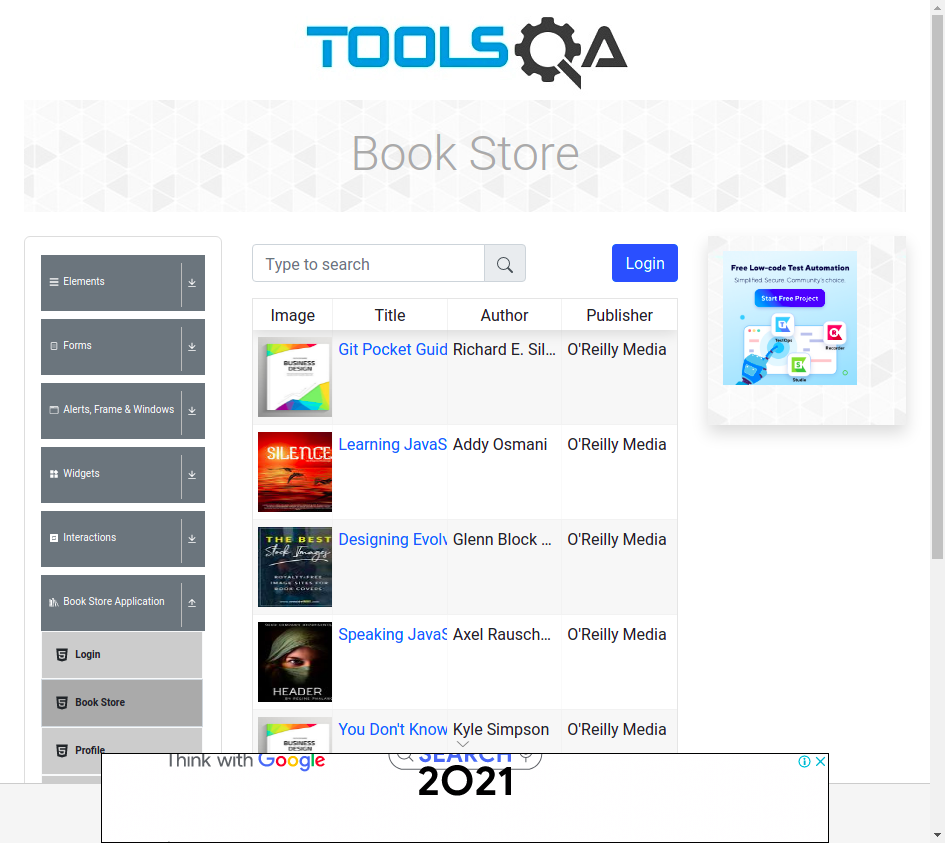 TOOLSQA
Book Store
Elements
Forms
Alerts, Frame & Windows
Widgets
Interactions
Book Store Application
Login
Book Store
Profile
Type to search
Login
Image Title Author Publisher
BUSINESS
DESIGN
Git Pocket Guid Richard E. Sil... O'Reilly Media
SILENCE
Learning JavaS Addy Osmani O'Reilly Media
THE BEST
Stock Images
ROYALTY-FREE
IMAGE SITES FOR
BOOK COVERS
Designing Evolv Glenn Block ... O'Reilly Media
HEADER
Speaking JavaS Axel Rausch... O'Reilly Media
BUSINESS
DESIGN
You Don't Know Kyle Simpson O'Reilly Media
Free Low-code Test Automation
Simplified. Secure. Community's choice.
Start Free Project
TestOps
Recorder
Studio
Think with Google
SEARCH
2021